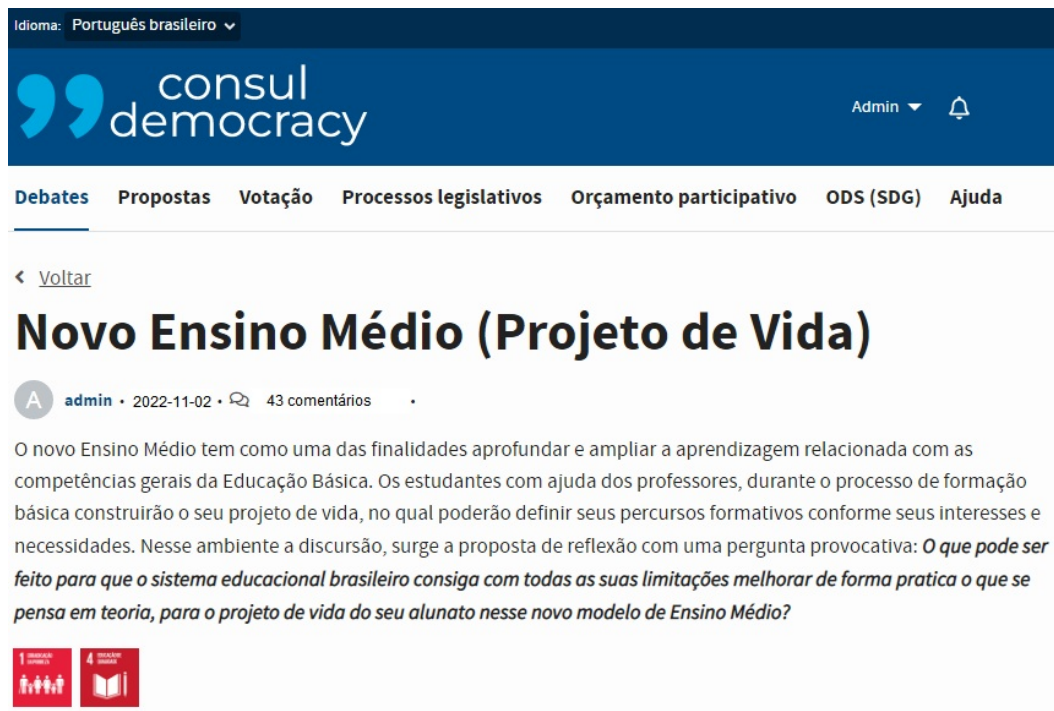 Idioma: Português brasileiro
consul
democracy
Admin
Debates Propostas Votação Processos legislativos Orçamento participativo ODS (SDG) Ajuda
Voltar
Novo Ensino Médio (Projeto de Vida)
A admin • 2022-11-02 • 43 comentários •
O novo Ensino Médio tem como uma das finalidades aprofundar e ampliar a aprendizagem relacionada com as
competências gerais da Educação Básica. Os estudantes com ajuda dos professores, durante o processo de formação
básica construirão o seu projeto de vida, no qual poderão definir seus percursos formativos conforme seus interesses e
necessidades. Nesse ambiente a discursão, surge a proposta de reflexão com uma pergunta provocativa: O que pode ser
feito para que o sistema educacional brasileiro consiga com todas as suas limitações melhorar de forma pratica o que se
pensa em teoria, para o projeto de vida do seu alunato nesse novo modelo de Ensino Médio?
1 4